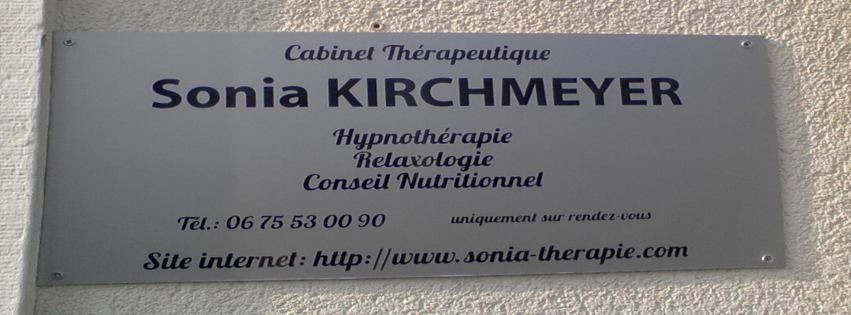 Cabinet Thérapeutique
Sonia KIRCHMEYER
Hypnothérapie
Relaxologie
Conseil Nutritionnel
Tél.: 06 75 53 00 90 uniquement sur rendez-vous
Site internet: http://www.sonia-therapie.com